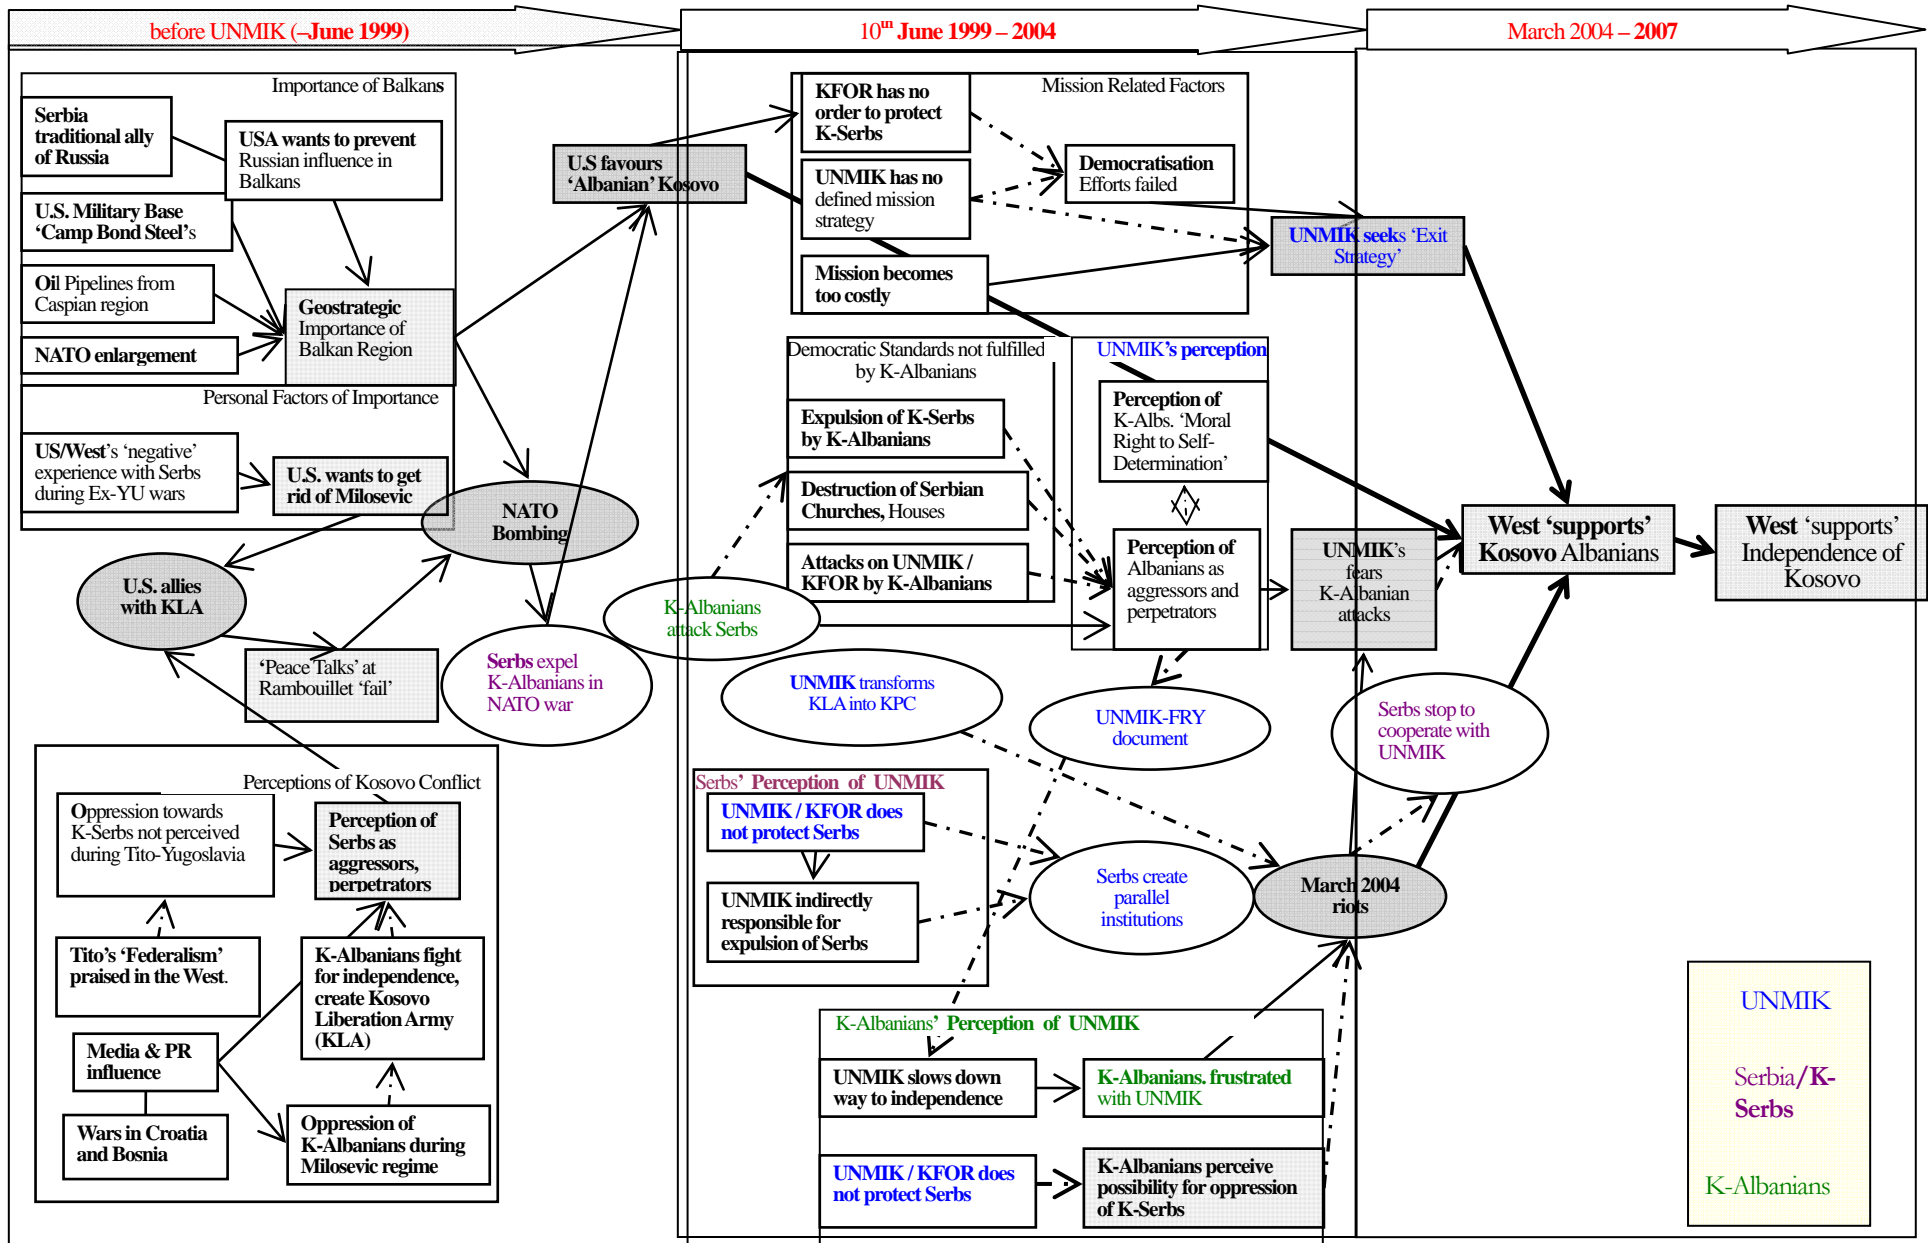 before UNMIK (–June 1999)
10th June 1999 – 2004
March 2004 – 2007
Importance of Balkans
Serbia
traditional ally
of Russia
USA wants to prevent
Russian influence in
Balkans
U.S. Military Base
‘Camp Bond Steel’s
Oil Pipelines from
Caspian region
NATO enlargement
Geostrategic
Importance of
Balkan Region
Personal Factors of Importance
US/West’s ‘negative’
experience with Serbs
during Ex-YU wars
U.S. wants to get
rid of Milosevic
NATO
Bombing
U.S. allies
with KLA
‘Peace Talks’ at
Rambouillet ‘fail’
Serbs expel
K-Albanians in
NATO war
Perceptions of Kosovo Conflict
Oppression towards
K-Serbs not perceived
during Tito-Yugoslavia
Perception of
Serbs as
aggressors,
perpetrators
Tito’s ‘Federalism’
praised in the West.
K-Albanians fight
for independence,
create Kosovo
Liberation Army
(KLA)
Media & PR
influence
Wars in Croatia
and Bosnia
Oppression of
K-Albanians during
Milosevic regime
U.S favours
‘Albanian’ Kosovo
Mission Related Factors
KFOR has no
order to protect
K-Serbs
UNMIK has no
defined mission
strategy
Mission becomes
too costly
Democratisation
Efforts failed
UNMIK seeks ‘Exit
Strategy’
Democratic Standards not fulfilled
by K-Albanians
Expulsion of K-Serbs
by K-Albanians
Destruction of Serbian
Churches, Houses
Attacks on UNMIK /
KFOR by K-Albanians
UNMIK’s perception
Perception of
K-Albs. ‘Moral
Right to Self-
Determination’
Perception of
Albanians as
aggressors and
perpetrators
K-Albanians
attack Serbs
UNMIK’s
fears
K-Albanian
attacks
West ‘supports’
Kosovo Albanians
West ‘supports’
Independence of
Kosovo
UNMIK transforms
KLA into KPC
UNMIK-FRY
document
Serbs stop to
cooperate with
UNMIK
Serbs’ Perception of UNMIK
UNMIK / KFOR does
not protect Serbs
UNMIK indirectly
responsible for
expulsion of Serbs
Serbs create
parallel
institutions
March 2004
riots
K-Albanians’ Perception of UNMIK
UNMIK slows down
way to independence
K-Albanians. frustrated
with UNMIK
UNMIK / KFOR does
not protect Serbs
K-Albanians perceive
possibility for oppression
of K-Serbs
UNMIK
Serbia/K-
Serbs
K-Albanians